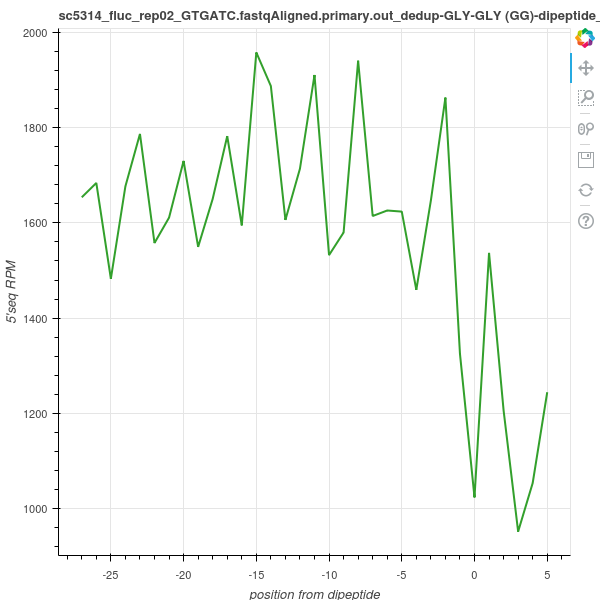 sc5314_fluc_rep02_GTGATC.fastqAligned.primary.out_dedup-GLY-GLY (GG)-dipeptide_
2000
1800
1600
1400
1200
1000
5'seq RPM
-25 -20 -15 -10 -5 0 5
position from dipeptide